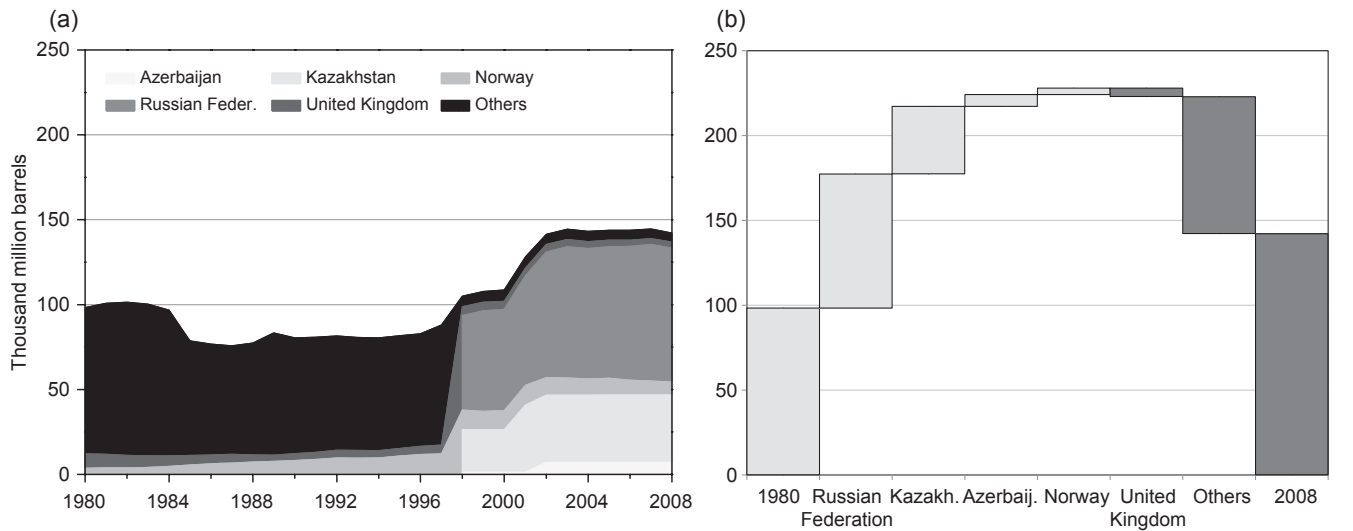 (a)
250
200
150
100
50
0
Thousand million barrels
Azerbaijan Kazakhstan Norway
Russian Feder. United Kingdom Others
1980 1984 1988 1992 1996 2000 2004 2008
(b)
250
200
150
100
50
0
1980 Russian Kazakh. Azerbaij. Norway United Others 2008
Federation Kingdom